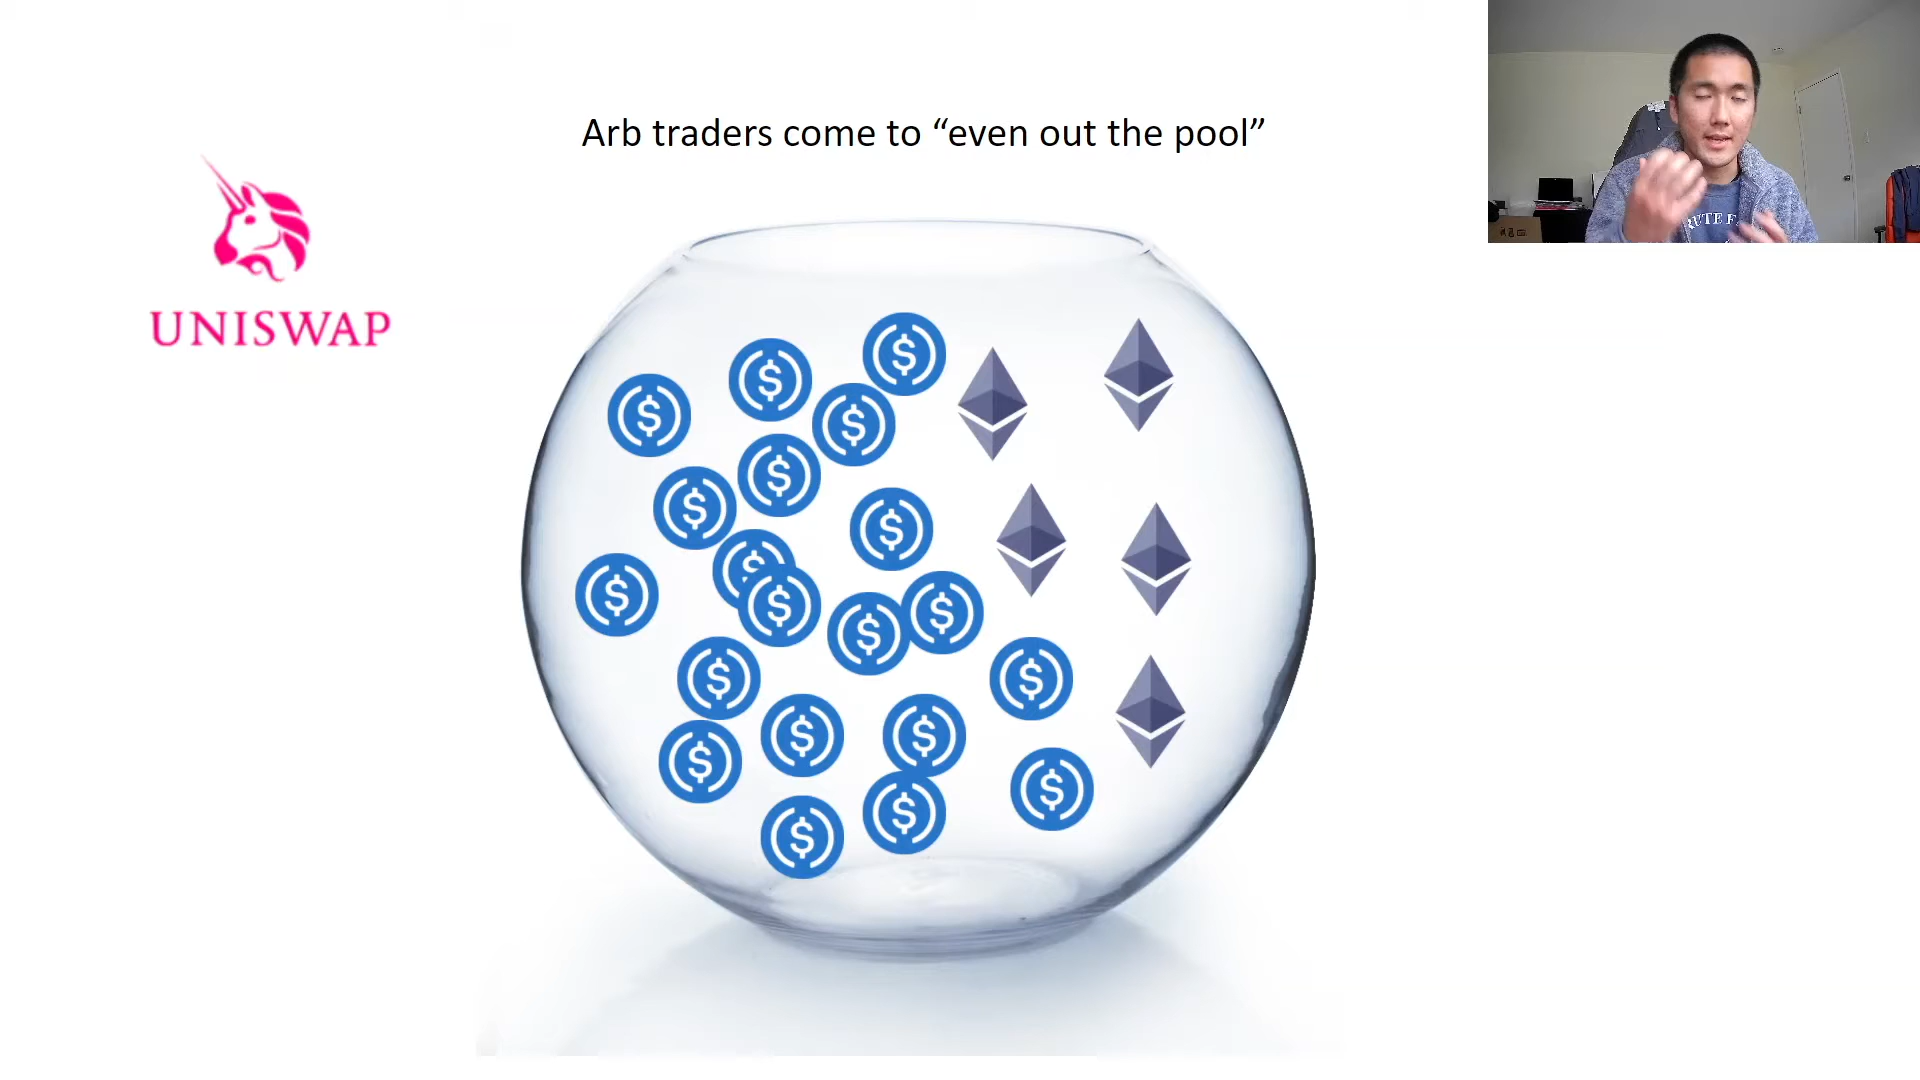 Arb traders come to “even out the pool”
UNISWAP